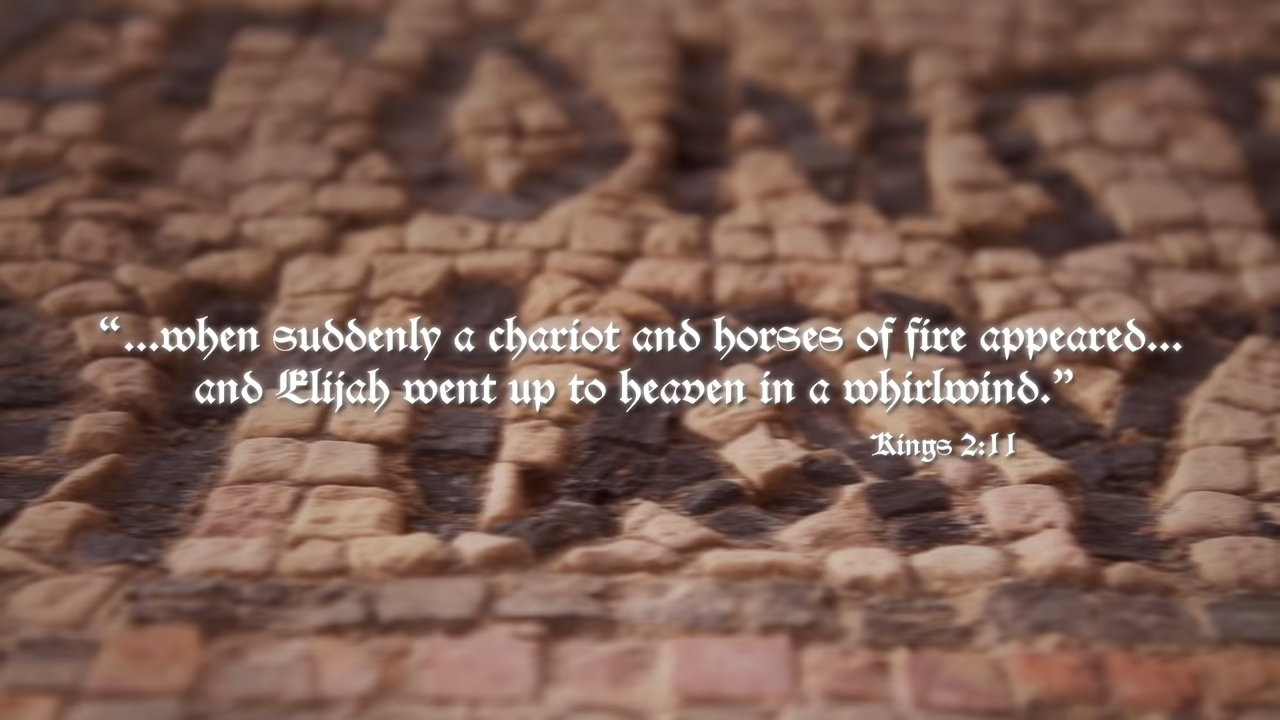 “...when suddenly a chariot and horses of fire appeared...
and Elijah went up to heaven in a whirlwind.”
Kings 2:11